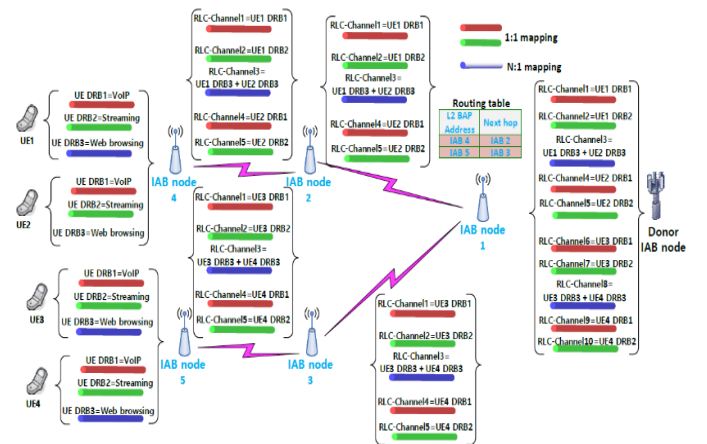 RLC-Channel1=UE1 DRB1
RLC-Channel2=UE1 DRB2
RLC-Channel3=
UE1 DRB3 + UE2 DRB3
RLC-Channel4=UE2 DRB1
RLC-Channel5=UE2 DRB2
RLC-Channel1=UE1 DRB1
RLC-Channel2=UE1 DRB2
RLC-Channel3=
UE1 DRB3 + UE2 DRB3
RLC-Channel4=UE2 DRB1
RLC-Channel5=UE2 DRB2
1:1 mapping
N:1 mapping
Routing table
L2 BAP
Address
Next hop
IAB 4
IAB 2
IAB 5
IAB 3
RLC-Channel1=UE1 DRB1
RLC-Channel2=UE1 DRB2
RLC-Channel3=
UE1 DRB3 + UE2 DRB3
RLC-Channel4=UE2 DRB1
RLC-Channel5=UE2 DRB2
RLC-Channel6=UE3 DRB1
RLC-Channel7=UE3 DRB2
RLC-Channel8=
UE3 DRB3 + UE4 DRB3
RLC-Channel9=UE4 DRB1
RLC-Channel10=UE4 DRB2
Donor
IAB node
UE1
UE DRB1=VoIP
UE DRB2=Streaming
UE DRB3=Web browsing
UE2
UE DRB1=VoIP
UE DRB2=Streaming
UE DRB3=Web browsing
IAB node
4
IAB node
2
IAB node
1
RLC-Channel1=UE3 DRB1
RLC-Channel2=UE3 DRB2
RLC-Channel3=
UE3 DRB3 + UE4 DRB3
RLC-Channel4=UE4 DRB1
RLC-Channel5=UE4 DRB2
UE3
UE DRB1=VoIP
UE DRB2=Streaming
UE DRB3=Web browsing
UE4
UE DRB1=VoIP
UE DRB2=Streaming
UE DRB3=Web browsing
IAB node
5
IAB node
3
RLC-Channel1=UE3 DRB1
RLC-Channel2=UE3 DRB2
RLC-Channel3=
UE3 DRB3 + UE4 DRB3
RLC-Channel4=UE4 DRB1
RLC-Channel5=UE4 DRB2